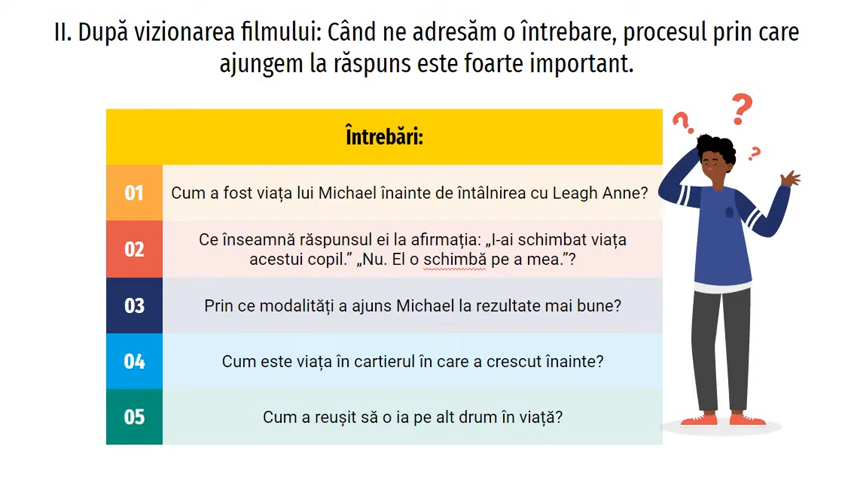 II. După vizionarea filmului: Când ne adresăm o întrebare, procesul prin care
ajungem la răspuns este foarte important.
Întrebări:
01 Cum a fost viața lui Michael înainte de întâlnirea cu Leagh Anne?
02 Ce înseamnă răspunsul ei la afirmația: „I-ai schimbat viața
acestui copil.” „Nu. El o schimbă pe a mea.”?
03 Prin ce modalități a ajuns Michael la rezultate mai bune?
04 Cum este viața în cartierul în care a crescut înainte?
05 Cum a reușit să o ia pe alt drum în viață?
? ? ?